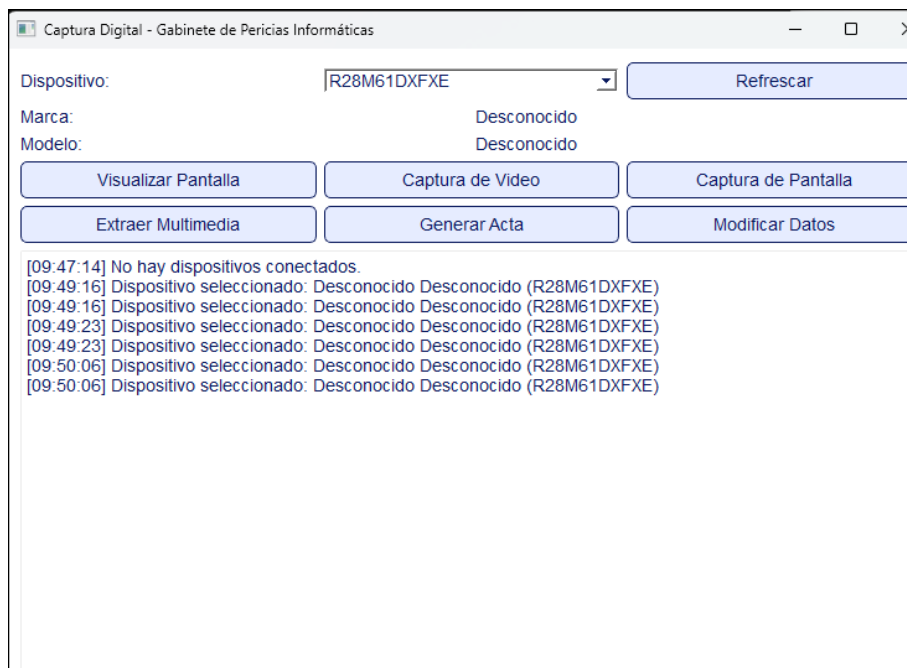 Captura Digital - Gabinete de Pericias Informáticas
Dispositivo: R28M61DXFXE Refrescar
Marca: Desconocido
Modelo: Desconocido
Visualizar Pantalla Captura de Video Captura de Pantalla
Extraer Multimedia Generar Acta Modificar Datos
[09:47:14] No hay dispositivos conectados.
[09:49:16] Dispositivo seleccionado: Desconocido Desconocido (R28M61DXFXE)
[09:49:16] Dispositivo seleccionado: Desconocido Desconocido (R28M61DXFXE)
[09:49:23] Dispositivo seleccionado: Desconocido Desconocido (R28M61DXFXE)
[09:49:23] Dispositivo seleccionado: Desconocido Desconocido (R28M61DXFXE)
[09:50:06] Dispositivo seleccionado: Desconocido Desconocido (R28M61DXFXE)
[09:50:06] Dispositivo seleccionado: Desconocido Desconocido (R28M61DXFXE)